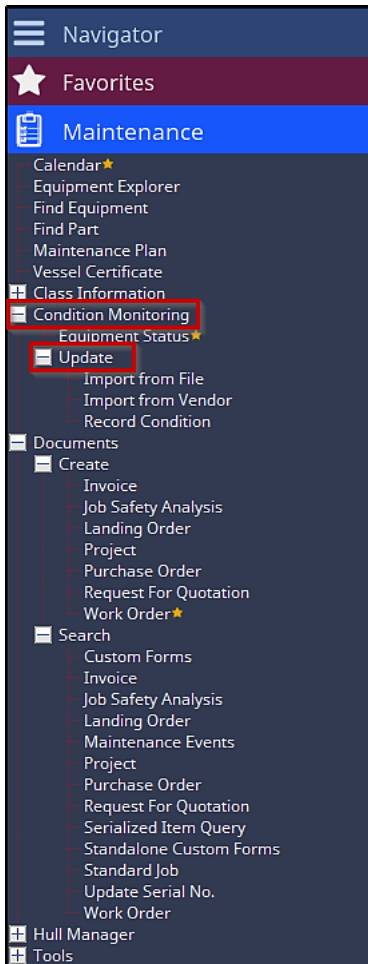 Navigator
Favorites
Maintenance
Calendar
Equipment Explorer
Find Equipment
Find Part
Maintenance Plan
Vessel Certificate
Class Information
Condition Monitoring
Equipment Status
Update
Import from File
Import from Vendor
Record Condition
Documents
Create
Invoice
Job Safety Analysis
Landing Order
Project
Purchase Order
Request For Quotation
Work Order
Search
Custom Forms
Invoice
Job Safety Analysis
Landing Order
Maintenance Events
Project
Purchase Order
Request For Quotation
Serialized Item Query
Standalone Custom Forms
Standard Job
Update Serial No.
Work Order
Hull Manager
Tools